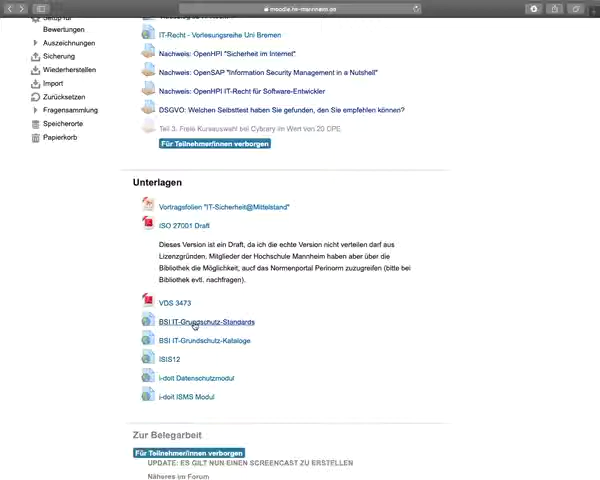 moodle.hs-mannheim.de
Setup für
Bewertungen
Auszeichnungen
Sicherung
Wiederherstellen
Import
Zurücksetzen
Fragensammlung
Speicherorte
Papierkorb
IT-Recht - Vorlesungsreihe Uni Bremen
Nachweis: OpenHPI "Sicherheit im Internet"
Nachweis: OpenSAP "Information Security Management in a Nutshell"
Nachweis: OpenHPI IT-Recht für Software-Entwickler
DSGVO: Welchen Selbsttest haben Sie gefunden, den Sie empfehlen können?
Teil 3: Freie Kursauswahl bei Cybrary im Wert von 20 CPE
Für Teilnehmer/innen verborgen
Unterlagen
Vortragsfolien "IT-Sicherheit@Mittelstand"
ISO 27001 Draft
Dieses Version ist ein Draft, da ich die echte Version nicht verteilen darf aus
Lizenzgründen. Mitglieder der Hochschule Mannheim haben aber über die
Bibliothek die Möglichkeit, auf das Normenportal Perinorm zuzugreifen (bitte bei
Bibliothek evtl. nachfragen).
VDS 3473
BSI IT-Grundschutz-Standards
BSI IT-Grundschutz-Kataloge
ISIS12
i-doit Datenschutzmodul
i-doit ISMS Modul
Zur Belegarbeit
Für Teilnehmer/innen verborgen
UPDATE: ES GILT NUN EINEN SCREENCAST ZU ERSTELLEN
Näheres im Forum